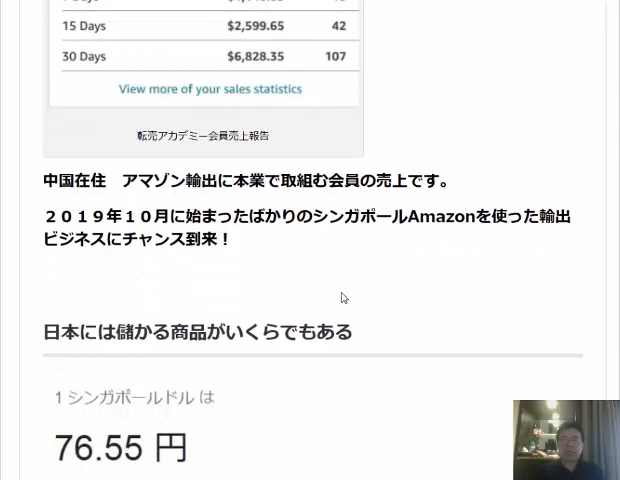 15 Days $2,599.65 42
30 Days $6,828.35 107
View more of your sales statistics
転売アカデミー会員売上報告
中国在住　アマゾン輸出に本業で取組む会員の売上です。
２０１９年１０月に始まったばかりのシンガポールAmazonを使った輸出
ビジネスにチャンス到来！
日本には儲かる商品がいくらでもある
1 シンガポールドル は
76.55 円